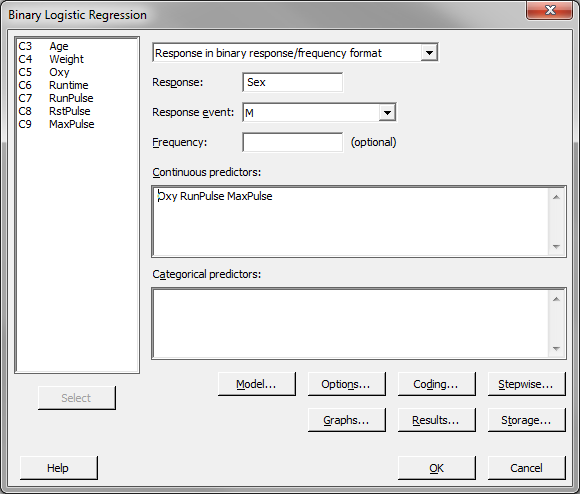 Binary Logistic Regression
C3 Age
C4 Weight
C5 Oxy
C6 Runtime
C7 RunPulse
C8 RstPulse
C9 MaxPulse
Response in binary response/frequency format
Response: Sex
Response event: M
Frequency: (optional)
Continuous predictors:
Oxy RunPulse MaxPulse
Categorical predictors:
Model... Options... Coding... Stepwise...
Select
Graphs... Results... Storage...
Help OK Cancel